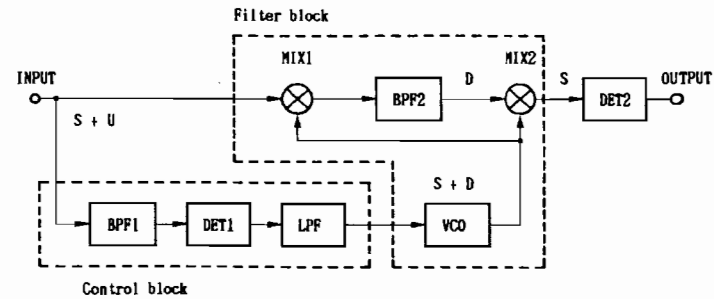 Filter block
MIX1
MIX2
INPUT
BPF2
D
S
DET2
OUTPUT
S + U
S + D
BPF1
DET1
LPF
VCO
Control block